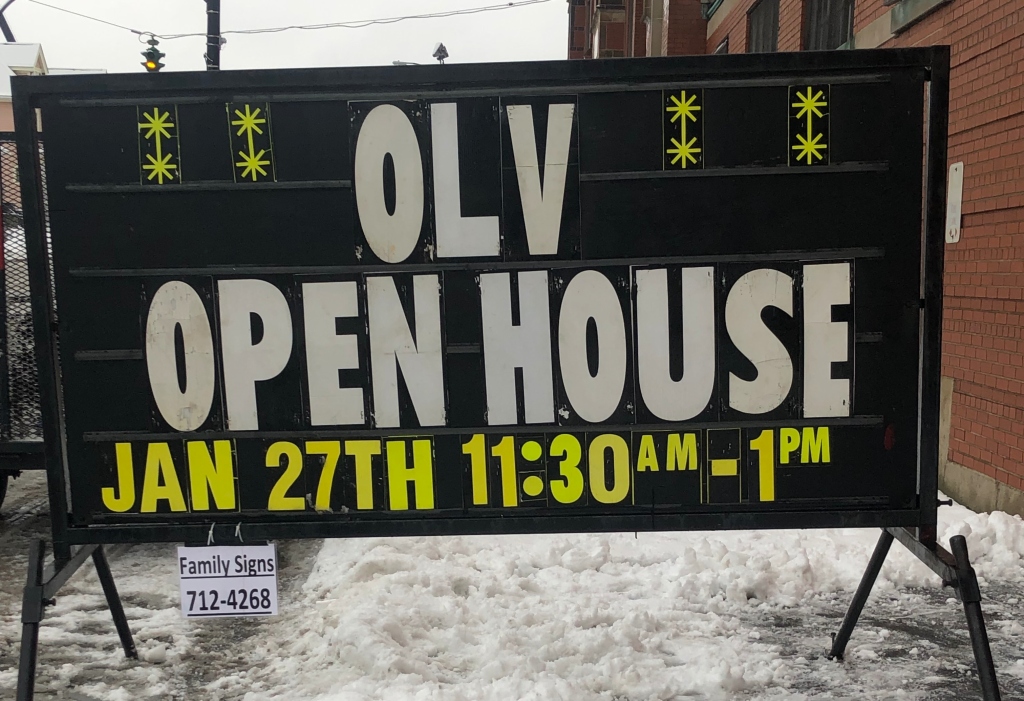 OLV
OPEN HOUSE
JAN 27TH 11:30AM-1PM
Family Signs
712-4268